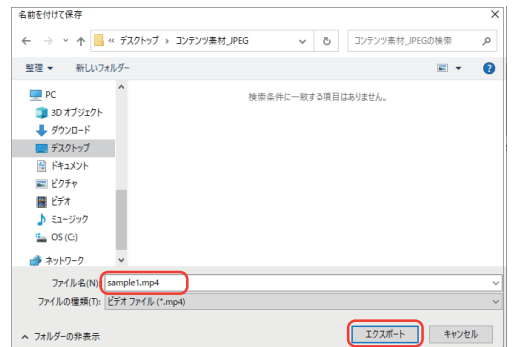 名前を付けて保存
« デスクトップ › コンテンツ素材_JPEG
コンテンツ素材_JPEGの検索
整理 新しいフォルダー
PC
3D オブジェクト
ダウンロード
デスクトップ
ドキュメント
ピクチャ
ビデオ
ミュージック
OS (C:)
ネットワーク
検索条件に一致する項目はありません。
ファイル名(N): sample1.mp4
ファイルの種類(T): ビデオ ファイル (*.mp4)
フォルダーの非表示
エクスポート キャンセル